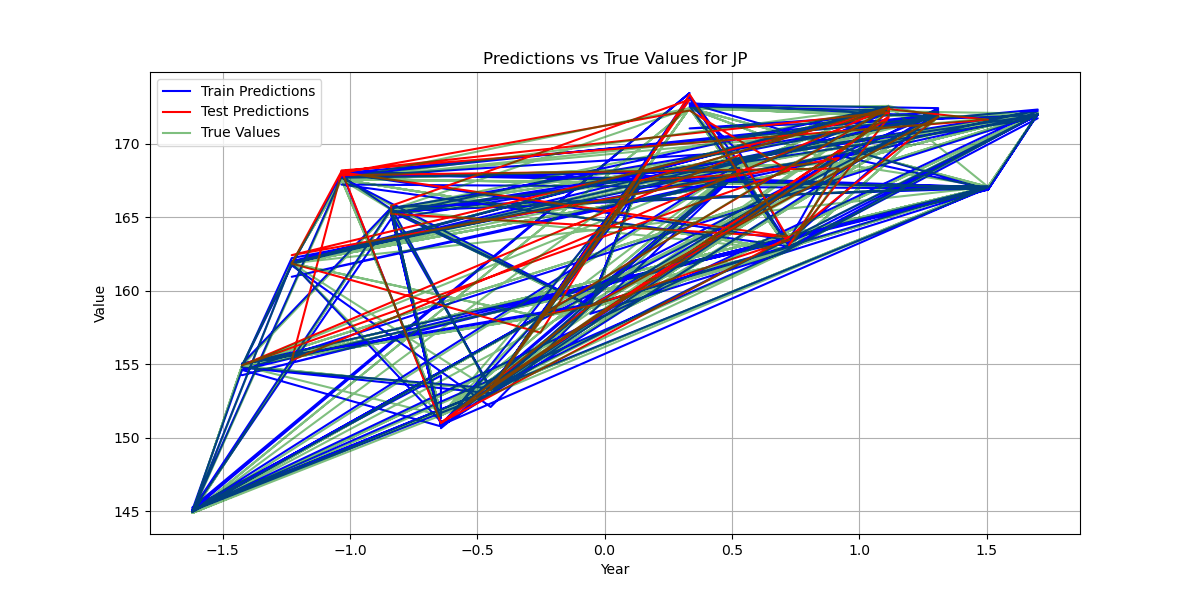 Predictions vs True Values for JP
Train Predictions
Test Predictions
True Values
Value
170
165
160
155
150
145
−1.5
−1.0
−0.5
0.0
0.5
1.0
1.5
Year